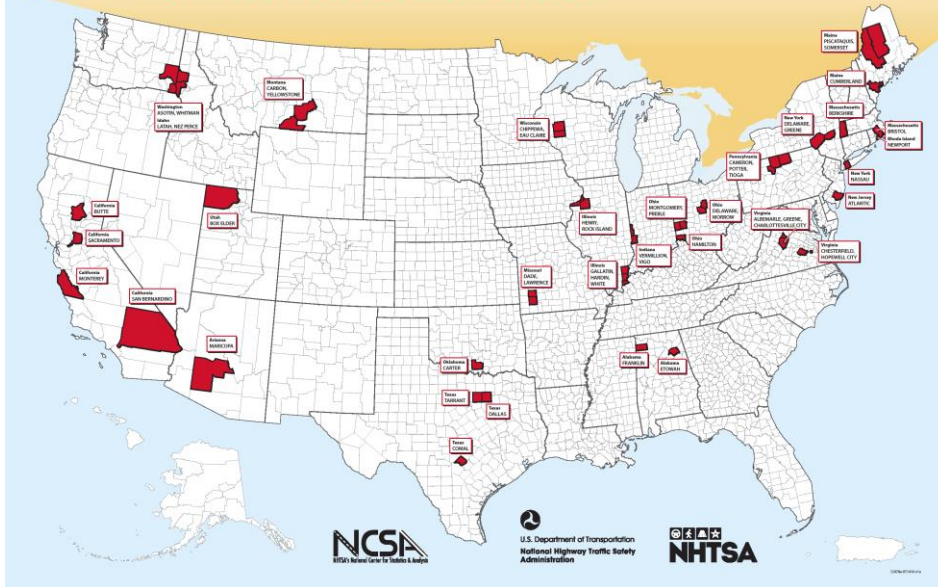 Maine
PISCATAQUIS,
SOMERSET
Maine
CUMBERLAND
Montana
CARBON,
YELLOWSTONE
Washington
ASOTIN, WHITMAN
Idaho
LATAH, NEZ PERCE
Wisconsin
CHIPPEWA,
EAU CLAIRE
New York
DELAWARE,
GREENE
Massachusetts
BERKSHIRE
Massachusetts
BRISTOL
Rhode Island
NEWPORT
Pennsylvania
CAMERON,
POTTER,
TIOGA
New York
NASSAU
New Jersey
ATLANTIC
California
BUTTE
California
SACRAMENTO
California
MONTEREY
California
SAN BERNARDINO
Utah
BOX ELDER
Arizona
MARICOPA
Illinois
HENRY,
ROCK ISLAND
Ohio
MONTGOMERY,
PREBLE
Ohio
DELAWARE,
MORROW
Ohio
HAMILTON
Virginia
ALBEMARLE, GREENE,
CHARLOTTESVILLE CITY
Virginia
CHESTERFIELD,
HOPEWELL CITY
Indiana
VERMILLION,
VIGO
Illinois
GALLATIN,
HARDIN,
WHITE
Missouri
DADE,
LAWRENCE
Oklahoma
CARTER
Texas
TARRANT
Texas
DALLAS
Texas
COMAL
Alabama
FRANKLIN
Alabama
ETOWAH
NCSA
NHTSA's National Center for Statistics & Analysis
U.S. Department of Transportation
National Highway Traffic Safety
Administration
NHTSA